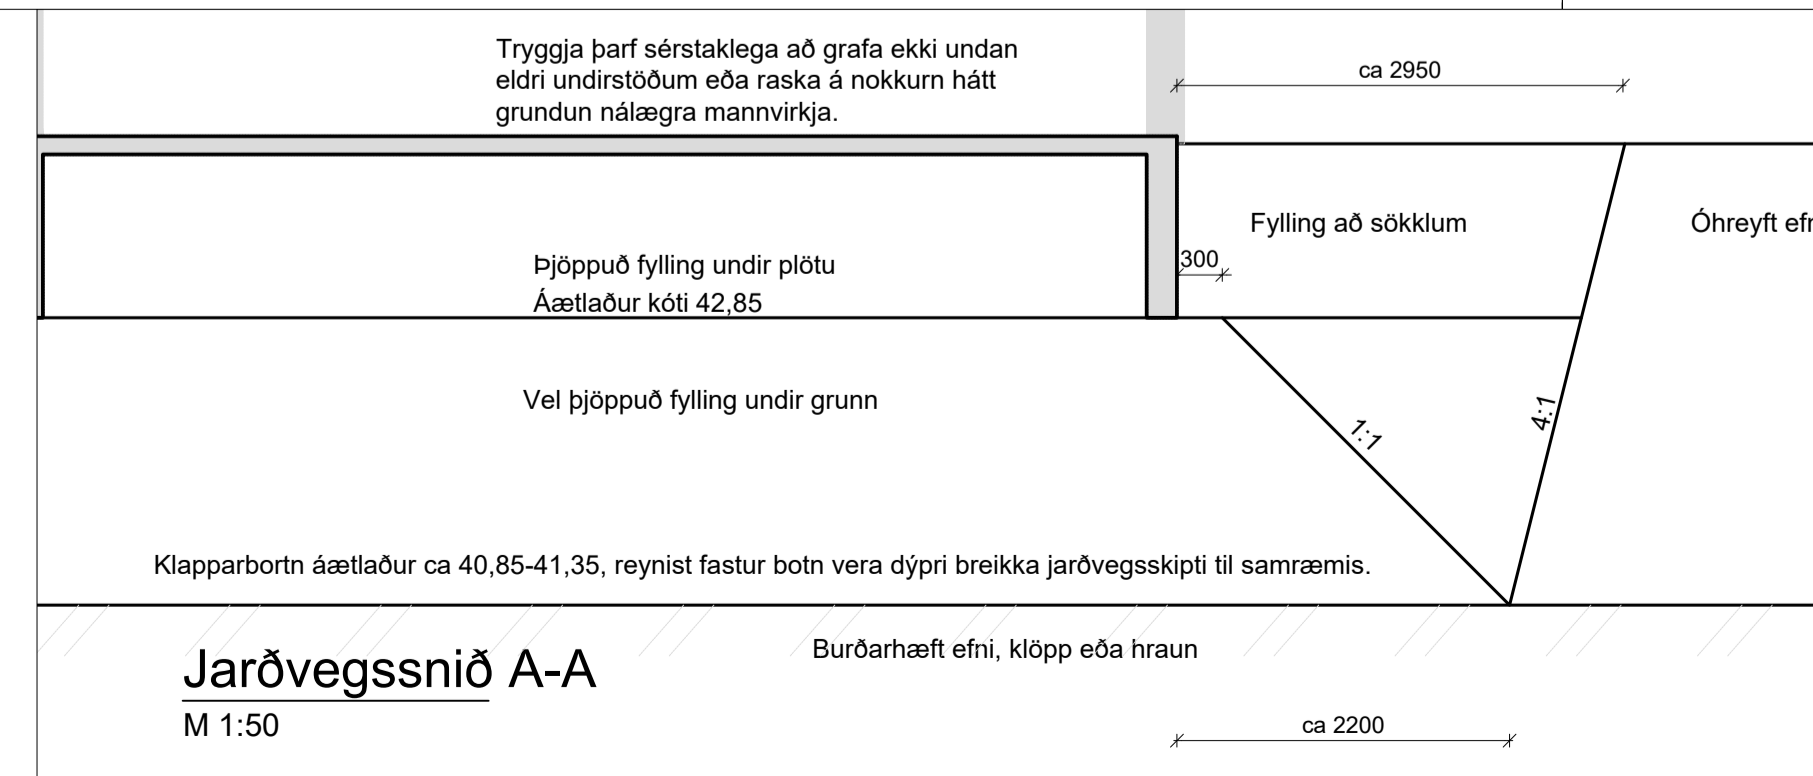 Tryggja þarf sérstaklega að grafa ekki undan
eldri undirstöðum eða raska á nokkurn hátt
grundun nálægra mannvirkja.
ca 2950
Fylling að sökklum
Óhreyft efn
300
Þjöppuð fylling undir plötu
Áætlaður kóti 42,85
Vel þjöppuð fylling undir grunn
1:1
4:1
Klapparbortn áætlaður ca 40,85-41,35, reynist fastur botn vera dýpri breikka jarðvegsskipti til samræmis.
Burðarhæft efni, klöpp eða hraun
Jarðvegssnið A-A
M 1:50
ca 2200